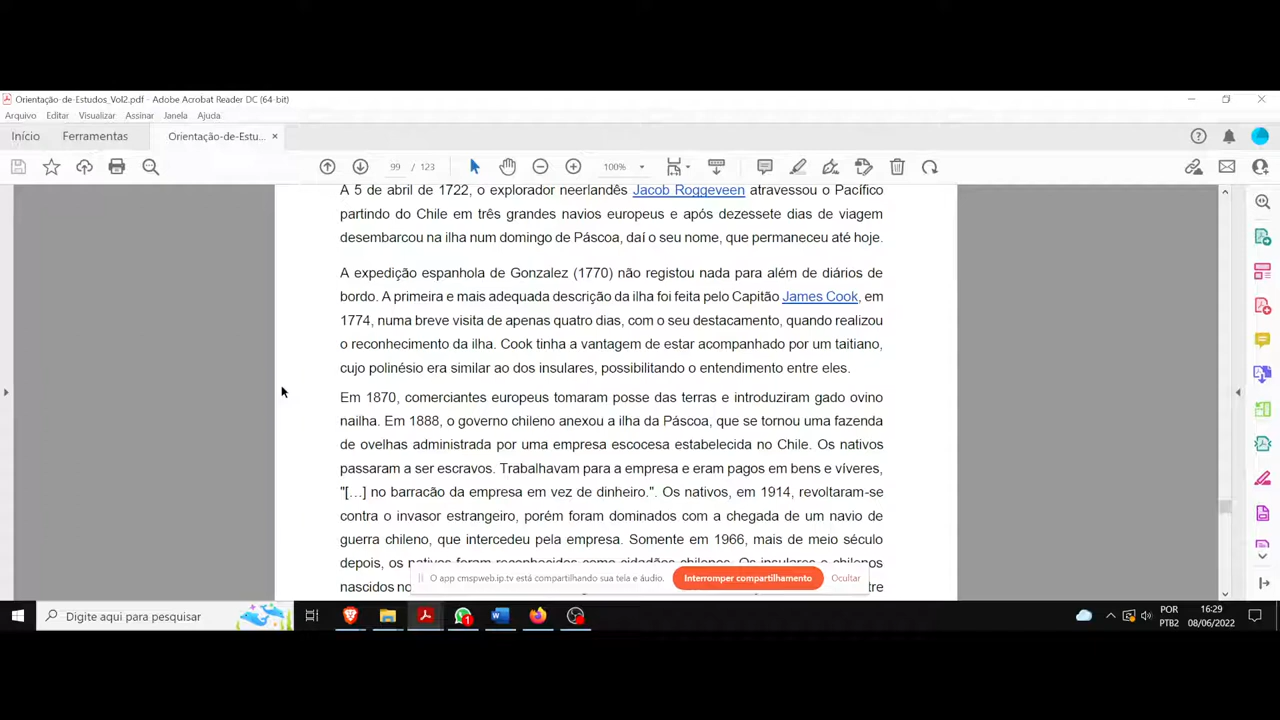 Orientação-de-Estudos_Vol2.pdf - Adobe Acrobat Reader DC (64-bit)
Arquivo Editar Visualizar Assinar Janela Ajuda
Início Ferramentas Orientação-de-Estu... ×
99 / 123 100%
A 5 de abril de 1722, o explorador neerlandês Jacob Roggeveen atravessou o Pacífico
partindo do Chile em três grandes navios europeus e após dezessete dias de viagem
desembarcou na ilha num domingo de Páscoa, daí o seu nome, que permaneceu até hoje.
A expedição espanhola de Gonzalez (1770) não registou nada para além de diários de
bordo. A primeira e mais adequada descrição da ilha foi feita pelo Capitão James Cook, em
1774, numa breve visita de apenas quatro dias, com o seu destacamento, quando realizou
o reconhecimento da ilha. Cook tinha a vantagem de estar acompanhado por um taitiano,
cujo polinésio era similar ao dos insulares, possibilitando o entendimento entre eles.
Em 1870, comerciantes europeus tomaram posse das terras e introduziram gado ovino
nailha. Em 1888, o governo chileno anexou a ilha da Páscoa, que se tornou uma fazenda
de ovelhas administrada por uma empresa escocesa estabelecida no Chile. Os nativos
passaram a ser escravos. Trabalhavam para a empresa e eram pagos em bens e víveres,
"[…] no barracão da empresa em vez de dinheiro.". Os nativos, em 1914, revoltaram-se
contra o invasor estrangeiro, porém foram dominados com a chegada de um navio de
guerra chileno, que intercedeu pela empresa. Somente em 1966, mais de meio século
depois, os nativos foram reconhecidos como cidadãos chilenos. Os insulares e chilenos
nascidos
O app cmspweb.ip.tv está compartilhando sua tela e áudio. Interromper compartilhamento Ocultar
Digite aqui para pesquisar
1
POR
PTB2
16:29
08/06/2022